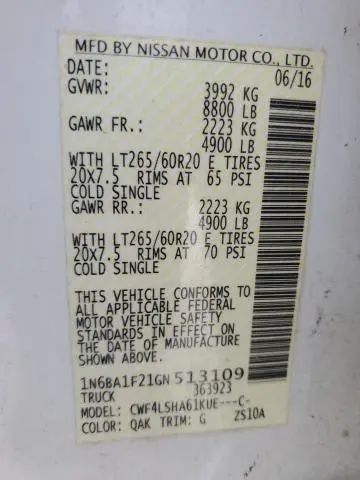 MFD BY NISSAN MOTOR CO., LTD.
DATE: 06/16
GVWR: 3992 KG
8800 LB
GAWR FR.: 2223 KG
4900 LB
WITH LT265/60R20 E TIRES
20X7.5 RIMS AT 65 PSI
COLD SINGLE
GAWR RR.: 2223 KG
4900 LB
WITH LT265/60R20 E TIRES
20X7.5 RIMS AT 70 PSI
COLD SINGLE
THIS VEHICLE CONFORMS TO
ALL APPLICABLE FEDERAL
MOTOR VEHICLE SAFETY
STANDARDS IN EFFECT ON THE
DATE OF MANUFACTURE
1N6BA1F21GN513109
TRUCK 363923
MODEL: CWF4LSHA61KUE---C-
COLOR: QAK TRIM: G ZS10A